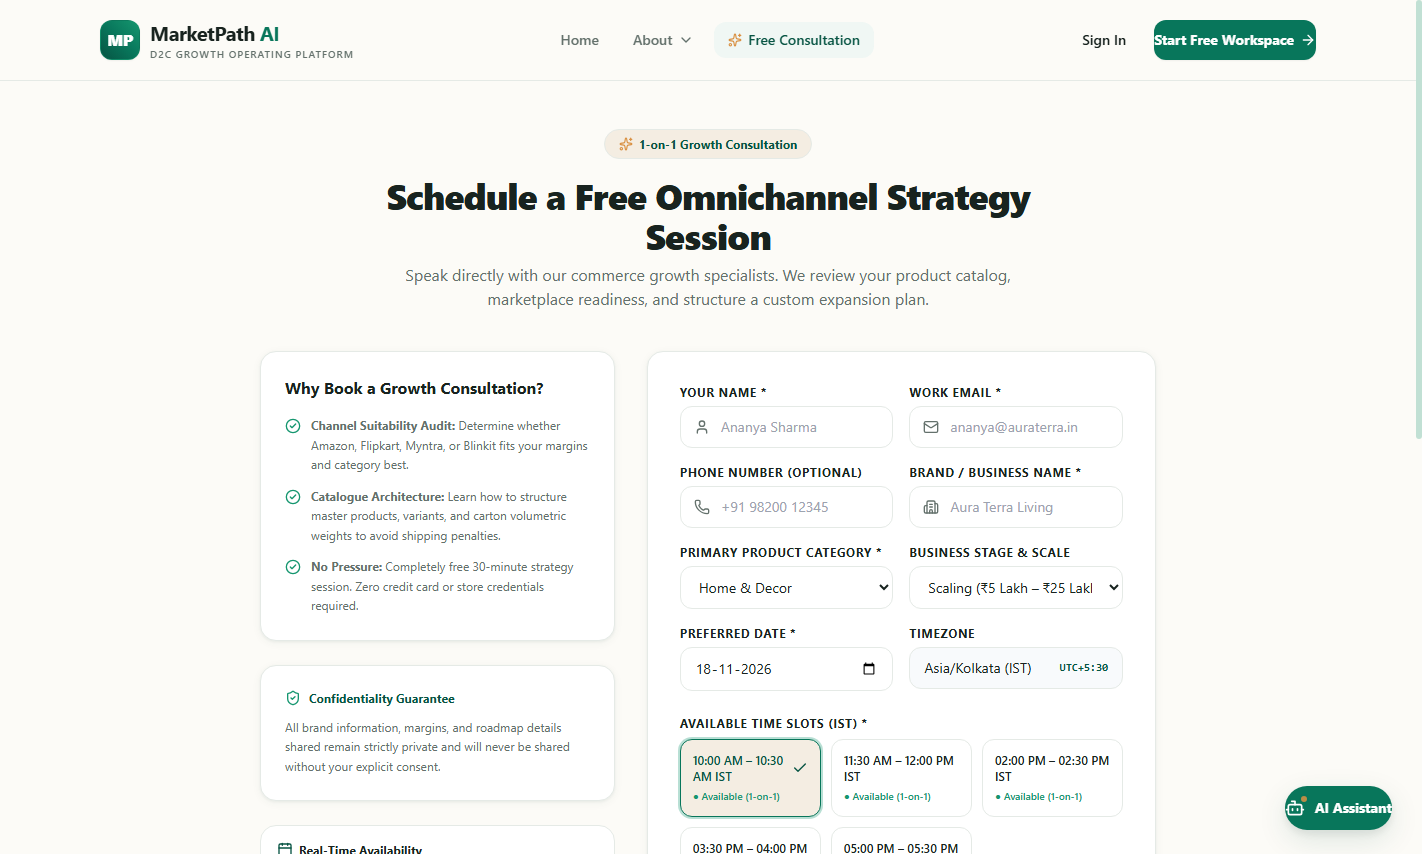 MP
MarketPath AI
D2C GROWTH OPERATING PLATFORM
Home
About
Free Consultation
Sign In
Start Free Workspace
1-on-1 Growth Consultation
Schedule a Free Omnichannel Strategy
Session
Speak directly with our commerce growth specialists. We review your product catalog,
marketplace readiness, and structure a custom expansion plan.
Why Book a Growth Consultation?
Channel Suitability Audit: Determine whether
Amazon, Flipkart, Myntra, or Blinkit fits your margins
and category best.
Catalogue Architecture: Learn how to structure
master products, variants, and carton volumetric
weights to avoid shipping penalties.
No Pressure: Completely free 30-minute strategy
session. Zero credit card or store credentials
required.
Confidentiality Guarantee
All brand information, margins, and roadmap details
shared remain strictly private and will never be shared
without your explicit consent.
Real-Time Availability
YOUR NAME *
Ananya Sharma
WORK EMAIL *
ananya@auraterra.in
PHONE NUMBER (OPTIONAL)
+91 98200 12345
BRAND / BUSINESS NAME *
Aura Terra Living
PRIMARY PRODUCT CATEGORY *
Home & Decor
BUSINESS STAGE & SCALE
Scaling (₹5 Lakh – ₹25 Lakl
PREFERRED DATE *
18-11-2026
TIMEZONE
Asia/Kolkata (IST)
UTC+5:30
AVAILABLE TIME SLOTS (IST) *
10:00 AM – 10:30
AM IST
● Available (1-on-1)
11:30 AM – 12:00 PM
IST
● Available (1-on-1)
02:00 PM – 02:30 PM
IST
● Available (1-on-1)
03:30 PM – 04:00 PM
05:00 PM – 05:30 PM
AI Assistant